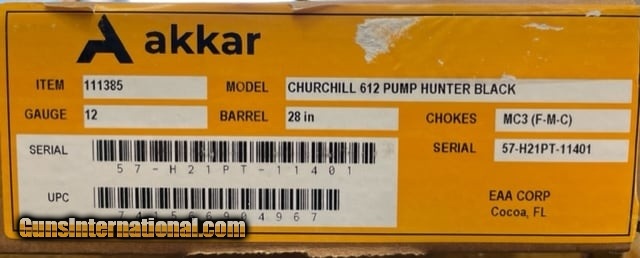 akkar
ITEM 111385 MODEL CHURCHILL 612 PUMP HUNTER BLACK
GAUGE 12 BARREL 28 in CHOKES MC3 (F-M-C)
SERIAL 57-H21PT-11401 SERIAL 57-H21PT-11401
UPC 741566904967 EAA CORP
Cocoa, FL
GunsInternational.com